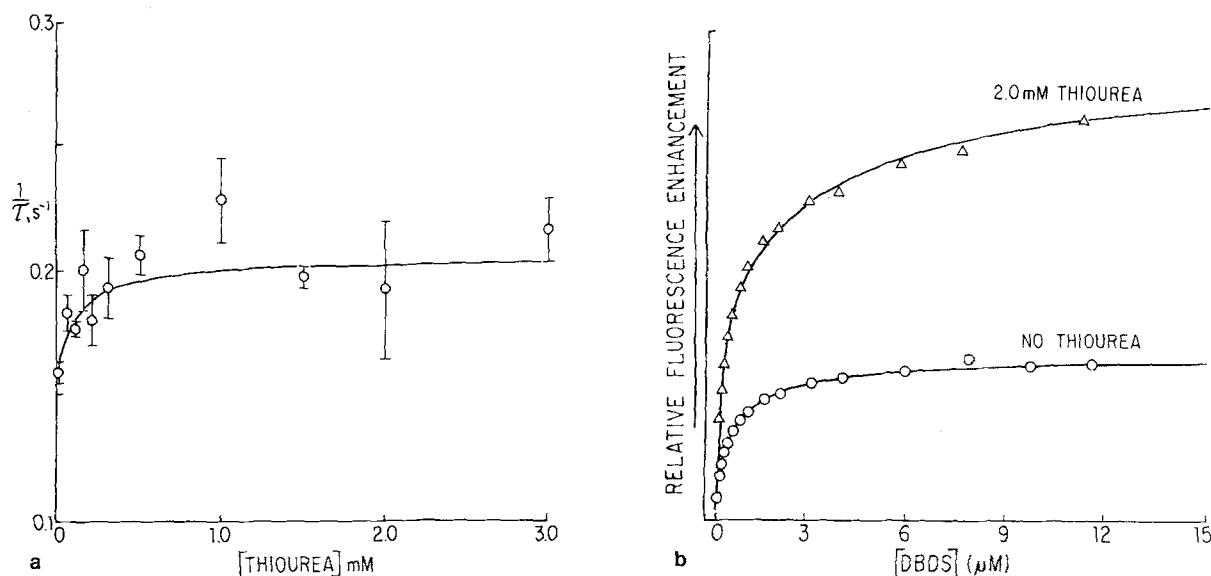 0.3
1/τ, s⁻¹
0.2
0.1
0
1.0
2.0
3.0
[THIOUREA] mM
a
RELATIVE FLUORESCENCE ENHANCEMENT
2.0 mM THIOUREA
NO THIOUREA
0
3
6
9
12
15
[DBDS] (μM)
b